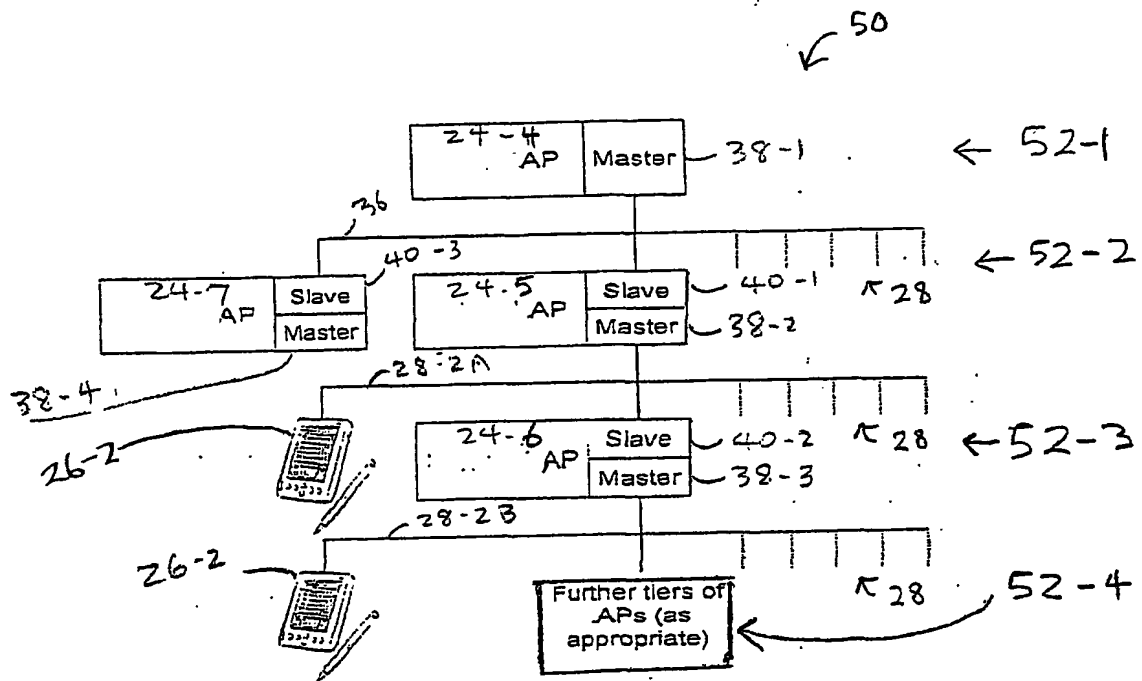 50
24-4
AP
Master
38-1
52-1
36
40-3
52-2
24-7
AP
Slave
Master
24-5
AP
Slave
Master
40-1
38-2
28
38-4
28-2A
26-2
24-6
AP
Slave
Master
40-2
38-3
28
52-3
28-2B
26-2
Further tiers of
APs (as
appropriate)
28
52-4